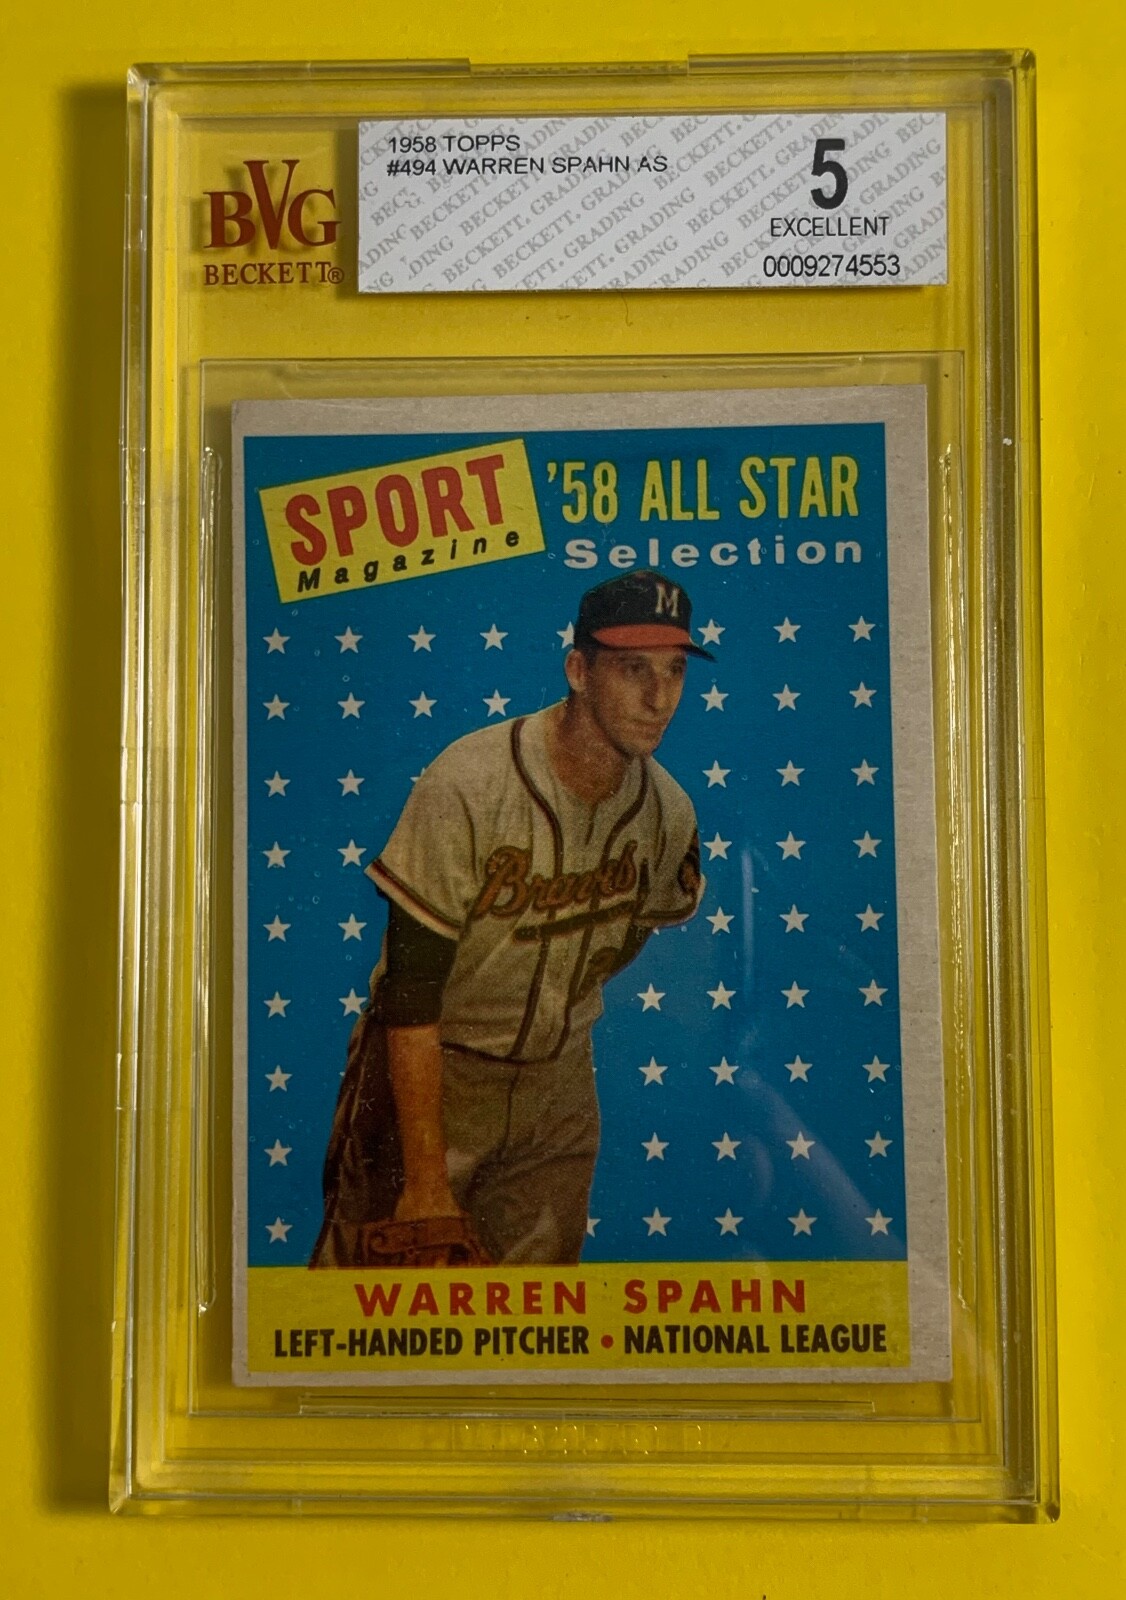 1958 TOPPS
#494 WARREN SPAHN AS
5
EXCELLENT
0009274553
BVG
BECKETT®
SPORT
Magazine
'58 ALL STAR
Selection
M
Braves
WARREN SPAHN
LEFT-HANDED PITCHER • NATIONAL LEAGUE